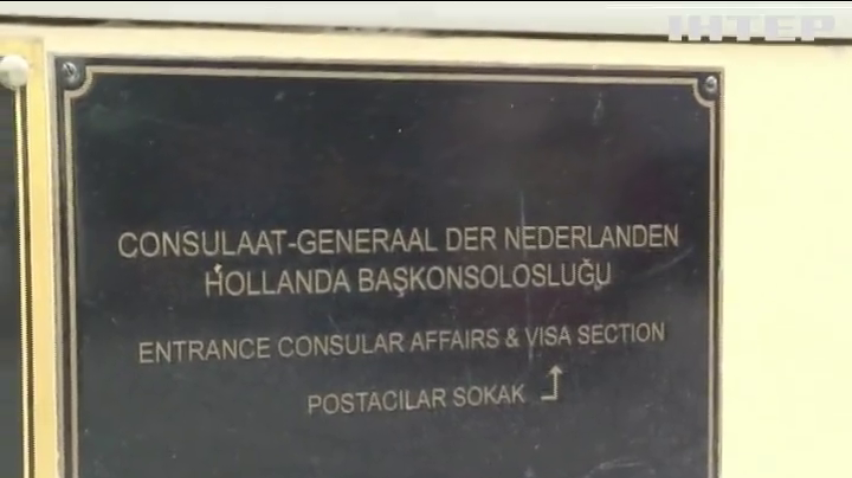 ІНТЕР
CONSULAAT-GENERAAL DER NEDERLANDEN
HOLLANDA BAŞKONSOLOSLUĞU
ENTRANCE CONSULAR AFFAIRS & VISA SECTION
POSTACILAR SOKAK